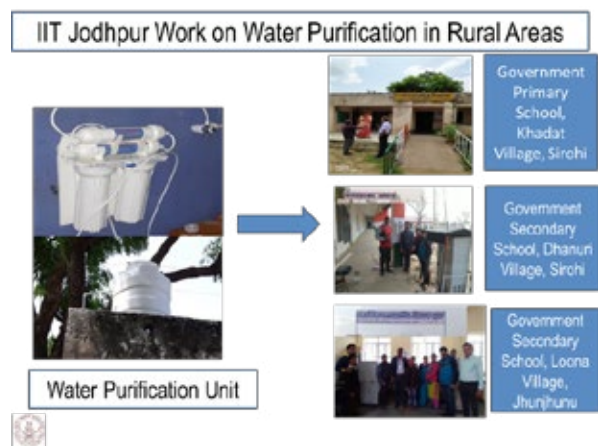 IIT Jodhpur Work on Water Purification in Rural Areas
Government
Primary
School,
Khadat
Village, Sirohi
Government
Secondary
School, Dhanuri
Village, Sirohi
Government
Secondary
School, Loona
Village,
Jhunjhunu
Water Purification Unit